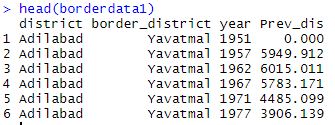 > head(borderdata1)
district border_district year Prev_dis
1 Adilabad Yavatmal 1951 0.000
2 Adilabad Yavatmal 1957 5949.912
3 Adilabad Yavatmal 1962 6015.011
4 Adilabad Yavatmal 1967 5783.171
5 Adilabad Yavatmal 1971 4485.099
6 Adilabad Yavatmal 1977 3906.139